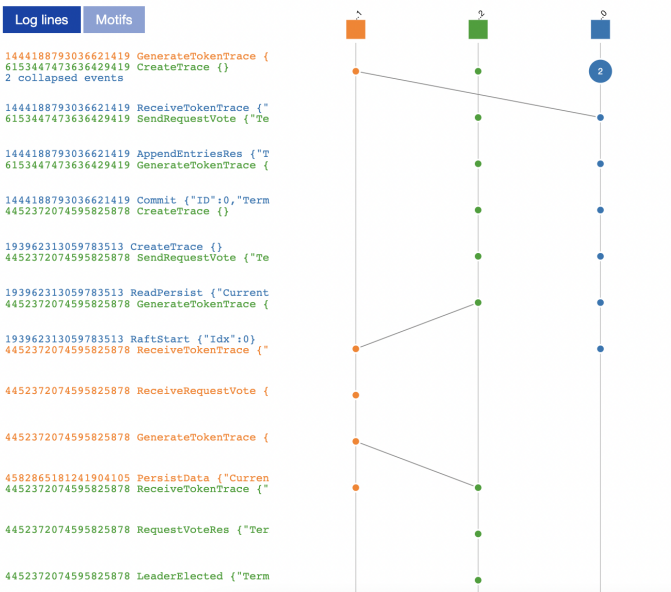 Log lines
Motifs
1
2
0
1444188793036621419 GenerateTokenTrace {
6153447473636429419 CreateTrace {}
2 collapsed events
2
1444188793036621419 ReceiveTokenTrace {"
6153447473636429419 SendRequestVote {"Te
1444188793036621419 AppendEntriesRes {"T
6153447473636429419 GenerateTokenTrace {
1444188793036621419 Commit {"ID":0,"Term
4452372074595825878 CreateTrace {}
193962313059783513 CreateTrace {}
4452372074595825878 SendRequestVote {"Te
193962313059783513 ReadPersist {"Current
4452372074595825878 GenerateTokenTrace {
193962313059783513 RaftStart {"Idx":0}
4452372074595825878 ReceiveTokenTrace {"
4452372074595825878 ReceiveRequestVote {
4452372074595825878 GenerateTokenTrace {
4582865181241904105 PersistData {"Curren
4452372074595825878 ReceiveTokenTrace {"
4452372074595825878 RequestVoteRes {"Ter
4452372074595825878 LeaderElected {"Term